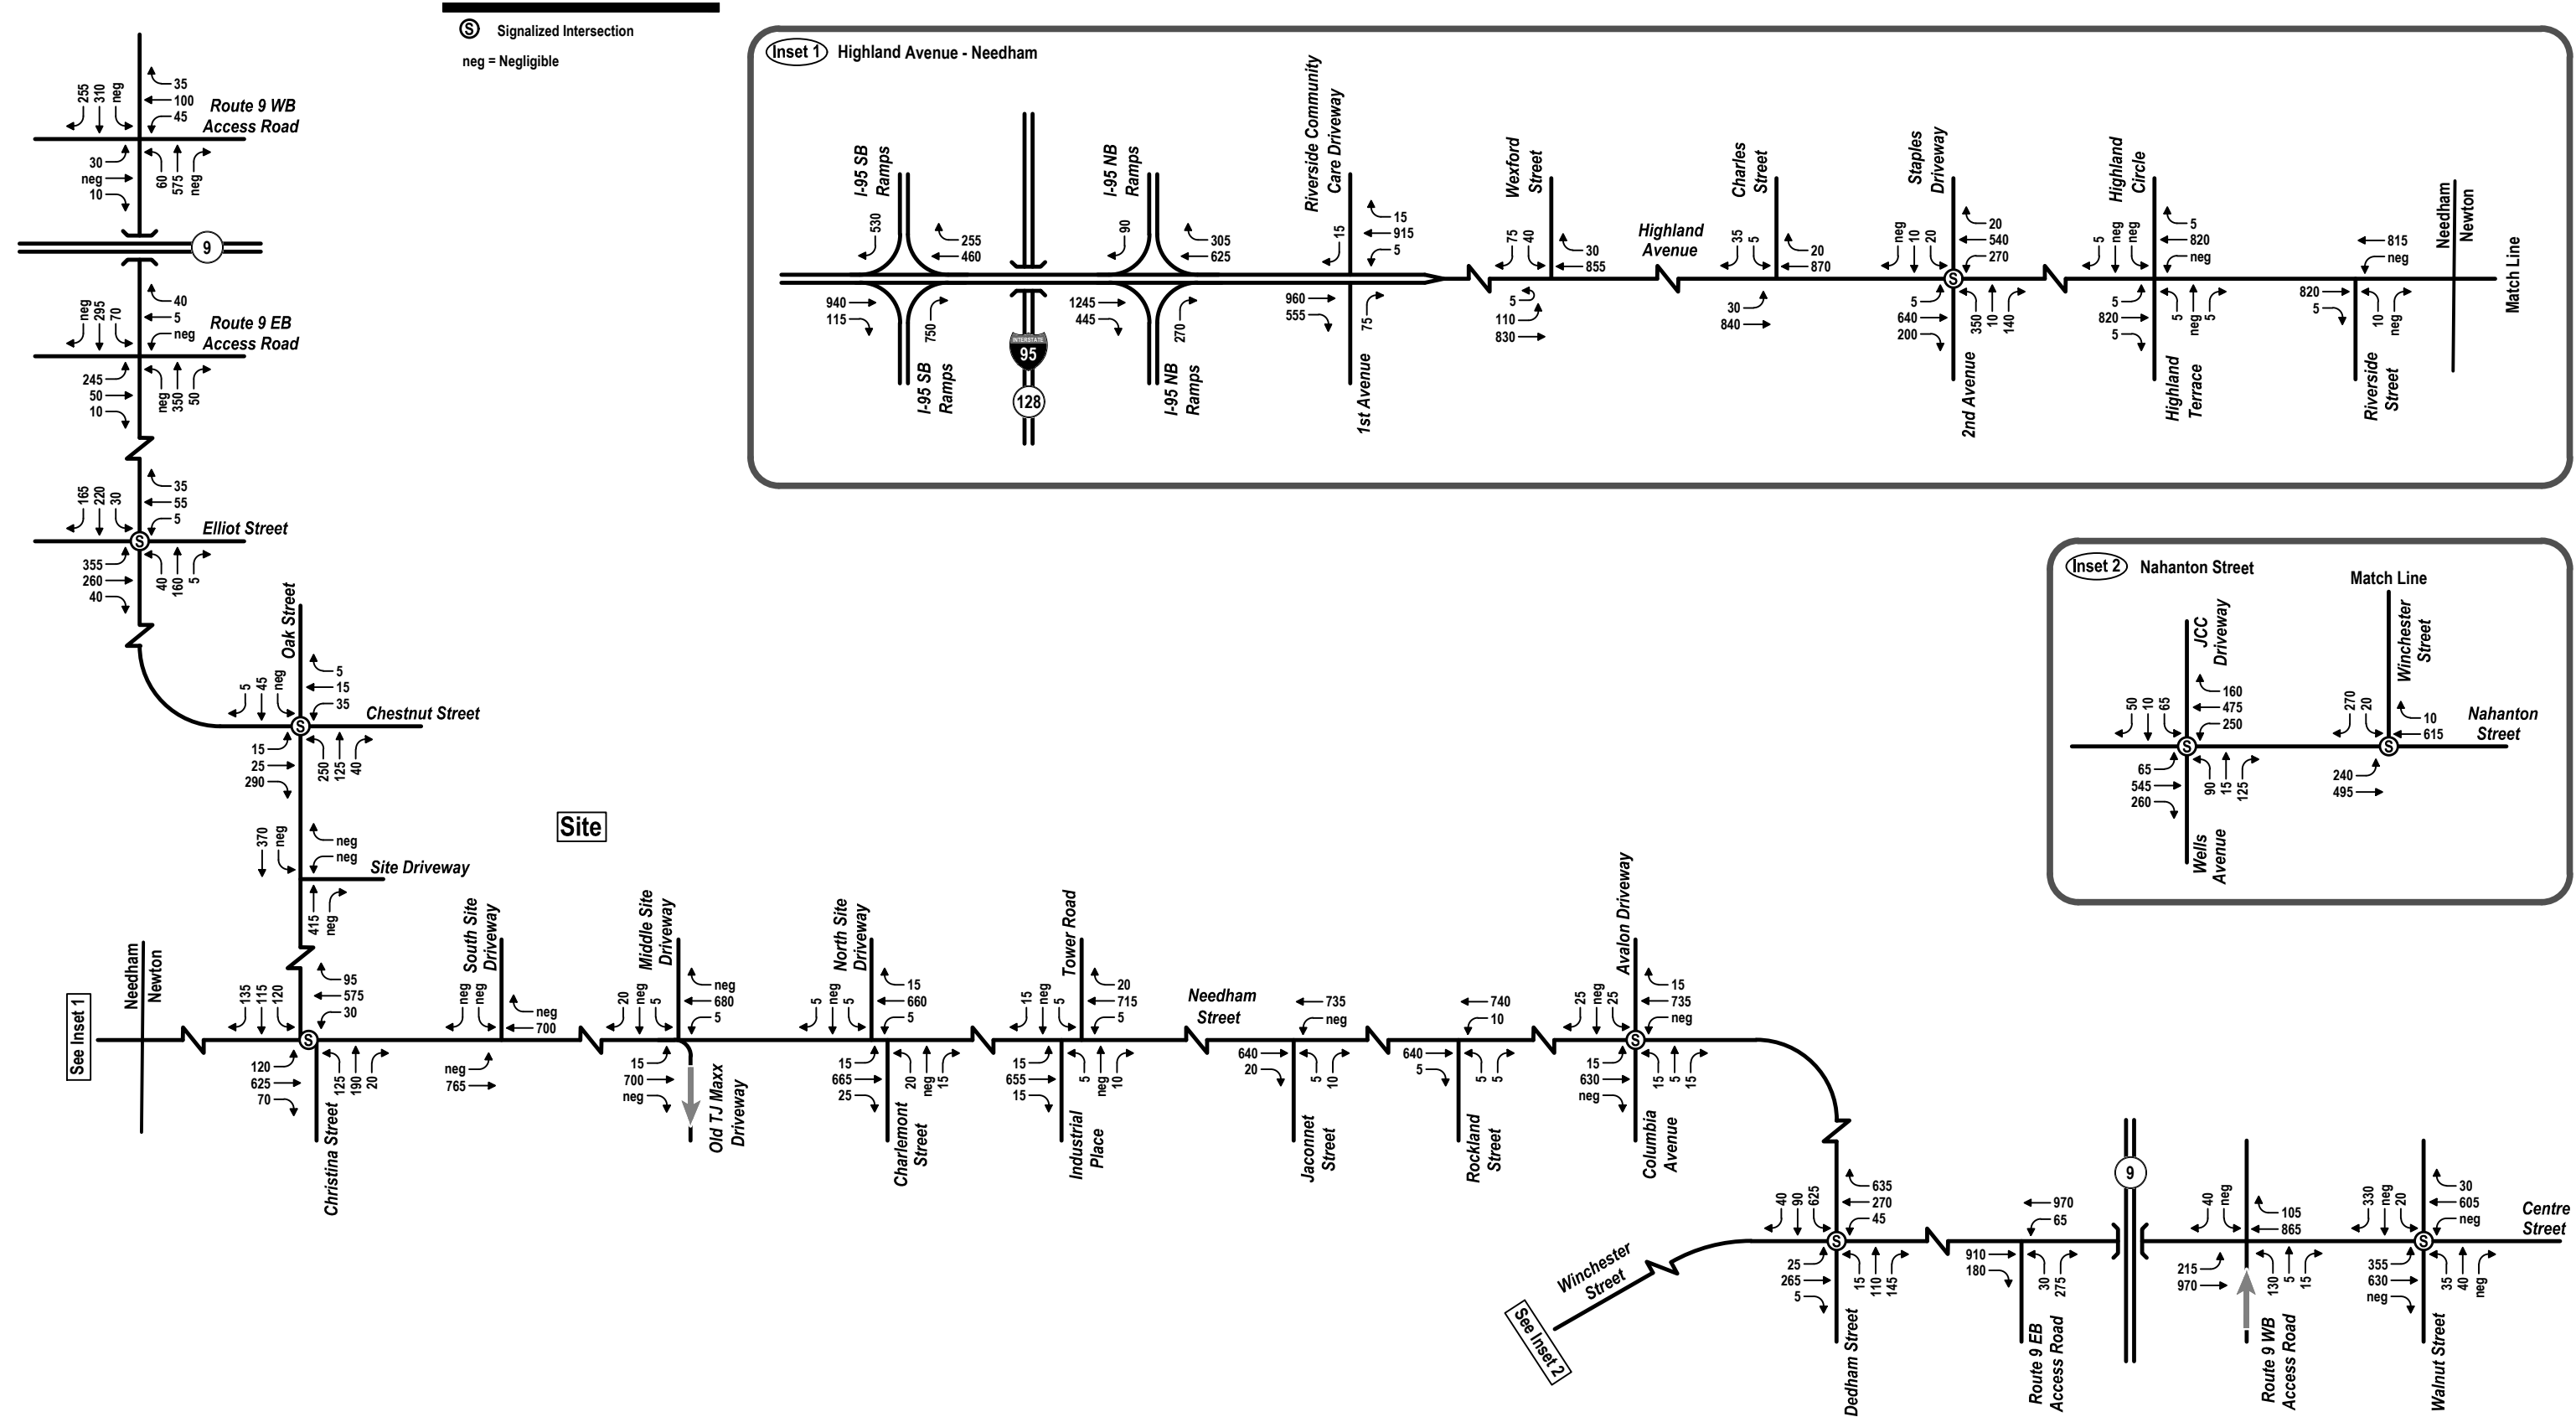 Ⓢ Signalized Intersection
neg = Negligible
Inset 1 Highland Avenue - Needham
I-95 SB
Ramps
530
255
460
940
115
750
I-95 SB
Ramps
INTERSTATE
95
128
I-95 NB
Ramps
90
305
625
1245
445
270
I-95 NB
Ramps
Riverside Community
Care Driveway
15
15
915
5
960
555
75
1st Avenue
Wexford
Street
75
40
30
855
5
110
830
Highland
Avenue
Charles
Street
35
5
20
870
30
840
Staples
Driveway
neg
10
20
20
540
270
S
5
640
200
350
10
140
2nd Avenue
Highland
Circle
5
neg
neg
5
820
neg
5
820
5
5
neg
5
Highland
Terrace
815
neg
820
5
10
neg
Riverside
Street
Needham
Newton
Match Line
255
310
neg
35
100
45
Route 9 WB
Access Road
30
neg
10
60
575
neg
9
neg
295
70
40
5
neg
Route 9 EB
Access Road
245
50
10
neg
350
50
165
220
30
35
55
5
Elliot Street
S
355
260
40
40
160
5
Oak Street
5
45
neg
5
15
35
Chestnut Street
S
15
25
290
250
125
40
370
neg
neg
neg
Site Driveway
415
neg
Site
Inset 2 Nahanton Street
Match Line
JCC
Driveway
50
10
65
160
475
250
S
65
545
260
90
15
125
Wells
Avenue
Winchester
Street
270
20
10
615
S
240
495
Nahanton
Street
See Inset 1
Needham
Newton
135
115
120
95
575
30
S
120
625
70
125
190
20
Christina Street
South Site
Driveway
neg
neg
neg
700
neg
765
Middle Site
Driveway
20
neg
5
neg
680
5
15
700
neg
Old TJ Maxx
Driveway
North Site
Driveway
5
neg
5
15
660
5
15
665
25
20
neg
15
Charlemont
Street
Tower Road
15
neg
5
20
715
5
15
655
15
5
neg
10
Industrial
Place
Needham
Street
735
neg
640
20
5
10
Jaconnet
Street
740
10
640
5
5
5
Rockland
Street
Avalon Driveway
25
neg
25
15
735
neg
S
15
630
neg
15
5
15
Columbia
Avenue
Winchester
Street
See Inset 2
40
90
625
635
270
45
S
25
265
5
15
110
145
Dedham Street
970
65
910
180
30
275
Route 9 EB
Access Road
9
40
neg
105
865
215
970
130
5
15
Route 9 WB
Access Road
330
neg
20
30
605
neg
S
355
630
neg
35
40
neg
Walnut Street
Centre
Street